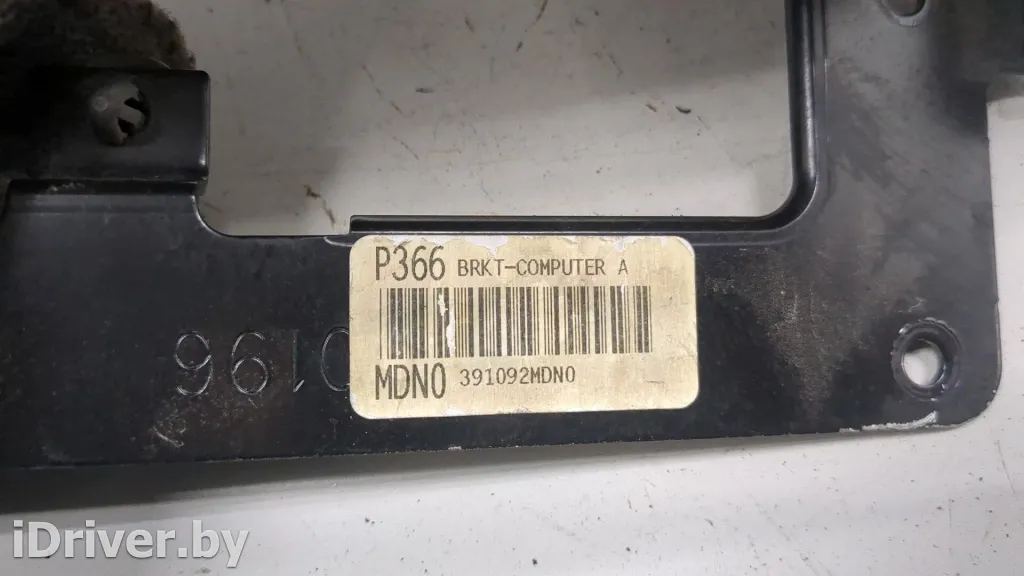 P366 BRKT-COMPUTER A
MDN0 391092MDN0
0196
iDriver.by